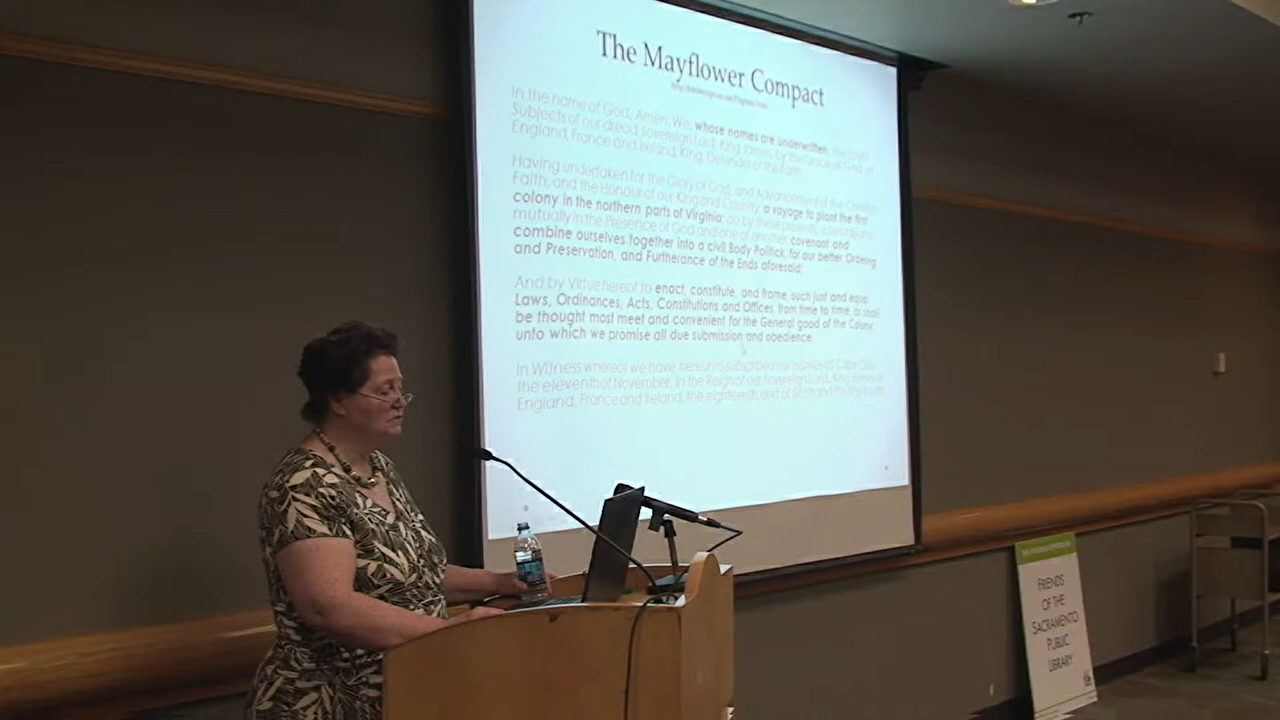 The Mayflower Compact
In the name of God, Amen. We, whose names are underwritten, the Loyal
Subjects of our dread Sovereign Lord, King James, by the Grace of God, of
England, France and Ireland, King, Defender of the Faith
Having undertaken for the Glory of God, and Advancement of the Christian
Faith, and the Honour of our King and Country, a voyage to plant the first
colony in the northern parts of Virginia; do by these presents, solemnly and
mutually in the Presence of God and one of another, covenant and
combine ourselves together into a civil Body Politick, for our better Ordering
and Preservation, and Furtherance of the Ends aforesaid;
And by Virtue hereof to enact, constitute, and frame, such just and equal
Laws, Ordinances, Acts, Constitutions and Offices, from time to time, as shall
be thought most meet and convenient for the General good of the Colony;
unto which we promise all due submission and obedience.
In Witness whereof we have hereunto subscribed our names at Cape Cod
the eleventh of November, in the Reign of our Sovereign Lord, King James of
England, France and Ireland, the eighteenth, and of Scotland the
FRIENDS
OF THE
SACRAMENTO
PUBLIC
LIBRARY